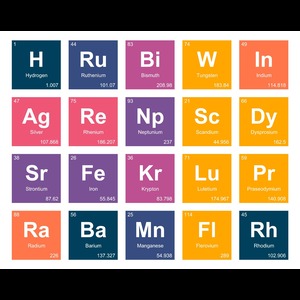 1
H
Hydrogen
1.007
44
Ru
Ruthenium
101.07
83
Bi
Bismuth
208.98
74
W
Tungsten
183.84
49
In
Indium
114.818
47
Ag
Silver
107.868
75
Re
Rhenium
93
Np
Neptunium
237
21
Sc
Scandium
44.956
66
Dy
Dysprosium
162.5
38
Sr
Strontium
87.62
26
Fe
Iron
55.845
36
Kr
Krypton
83.798
71
Lu
Lutetium
174.967
59
Pr
Praseodymium
140.908
88
Ra
Radium
226
56
Ba
Barium
137.327
25
Mn
Manganese
54.938
114
Fl
Flerovium
45
Rh
Rhodium
102.906